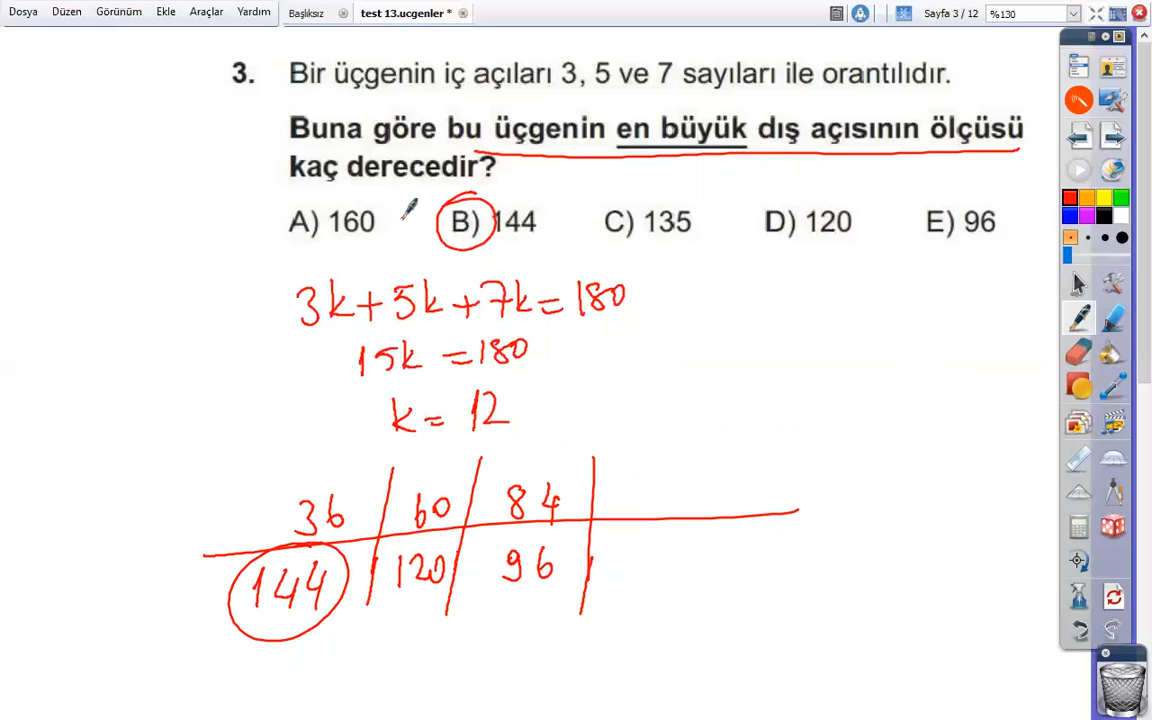 Dosya Düzen Görünüm Ekle Araçlar Yardım Başlıksız test 13.ucgenler * Sayfa 3 / 12 %130
3. Bir üçgenin iç açıları 3, 5 ve 7 sayıları ile orantılıdır.
Buna göre bu üçgenin en büyük dış açısının ölçüsü
kaç derecedir?
A) 160 B) 144 C) 135 D) 120 E) 96
3k+5k+7k=180
15k =180
k= 12
36 60 84
144 120 96